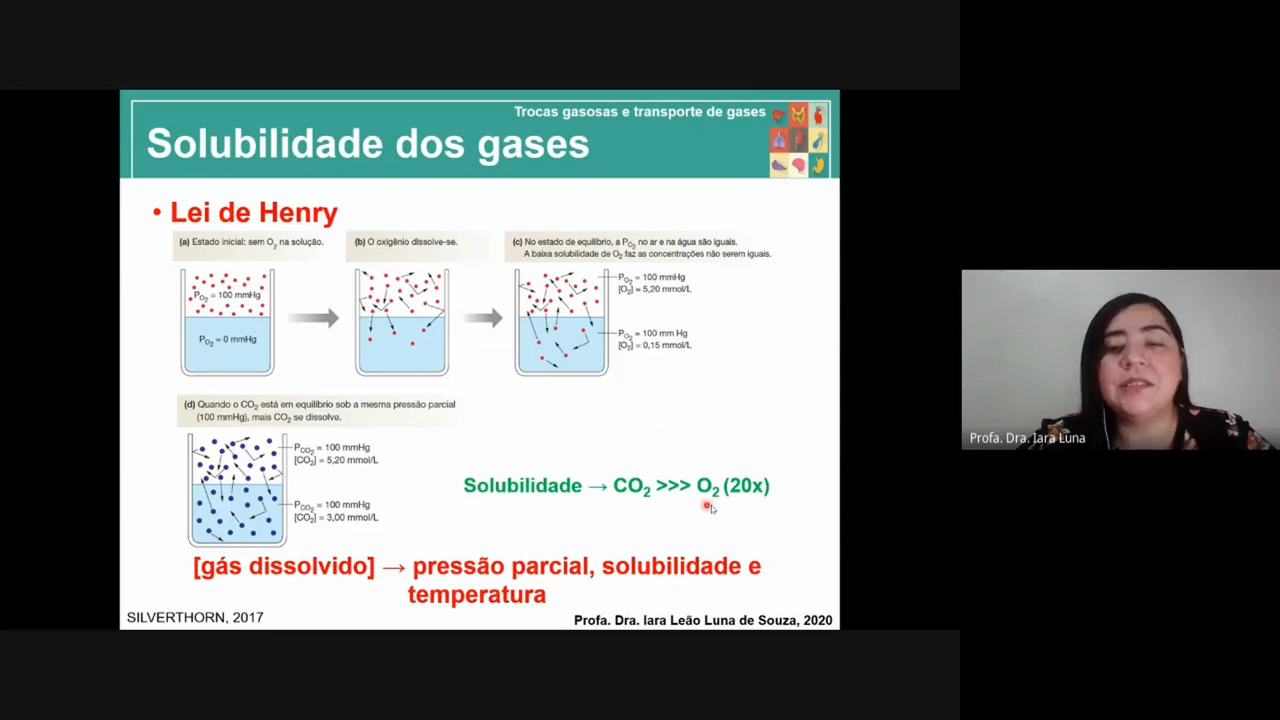 Trocas gasosas e transporte de gases
Solubilidade dos gases
• Lei de Henry
(a) Estado inicial: sem O2 na solução.
PO2 = 100 mmHg
PO2 = 0 mmHg
(b) O oxigênio dissolve-se.
(c) No estado de equilíbrio, a PO2 no ar e na água são iguais.
A baixa solubilidade de O2 faz as concentrações não serem iguais.
PO2 = 100 mmHg
[O2] = 5,20 mmol/L
PO2 = 100 mm Hg
[O2] = 0,15 mmol/L
(d) Quando o CO2 está em equilíbrio sob a mesma pressão parcial
(100 mmHg), mais CO2 se dissolve.
PCO2 = 100 mmHg
[CO2] = 5,20 mmol/L
PCO2 = 100 mmHg
[CO2] = 3,00 mmol/L
Solubilidade → CO2 >>> O2 (20x)
[gás dissolvido] → pressão parcial, solubilidade e
temperatura
SILVERTHORN, 2017
Profa. Dra. Iara Leão Luna de Souza, 2020
Profa. Dra. Iara Luna